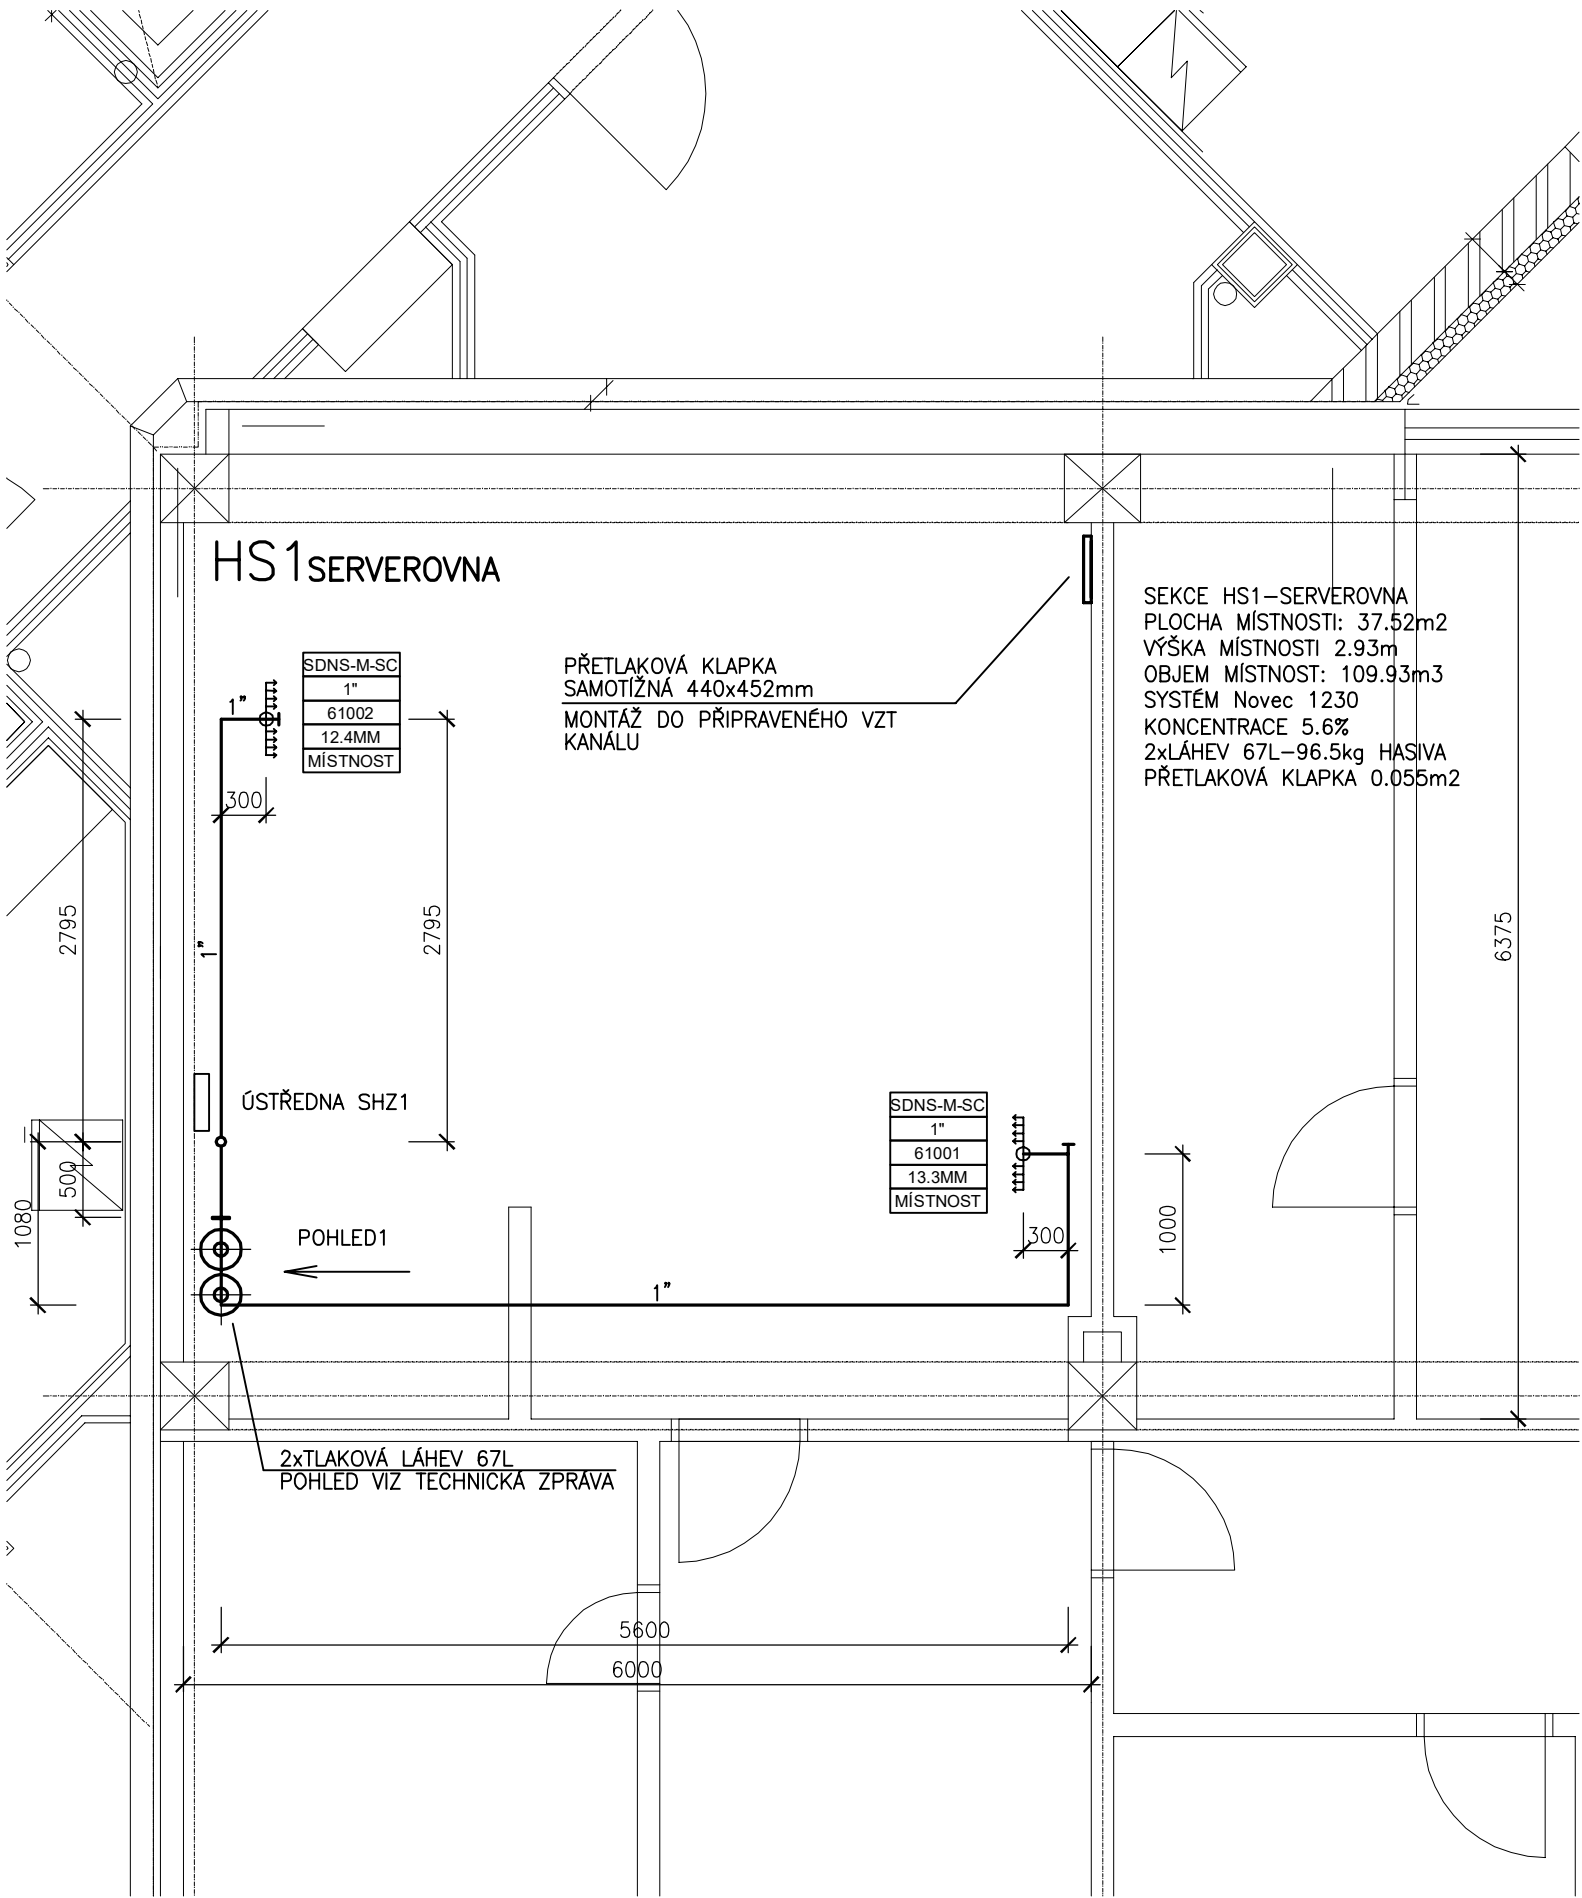 HS1 SERVEROVNA
SDNS-M-SC
1"
61002
12.4MM
MÍSTNOST
1"
300
2795
1"
2795
PŘETLAKOVÁ KLAPKA
SAMOTÍŽNÁ 440x452mm
MONTÁŽ DO PŘIPRAVENÉHO VZT
KANÁLU
SEKCE HS1-SERVEROVNA
PLOCHA MÍSTNOSTI: 37.52m2
VÝŠKA MÍSTNOSTI 2.93m
OBJEM MÍSTNOST: 109.93m3
SYSTÉM Novec 1230
KONCENTRACE 5.6%
2xLÁHEV 67L-96.5kg HASIVA
PŘETLAKOVÁ KLAPKA 0.055m2
6375
ÚSTŘEDNA SHZ1
SDNS-M-SC
1"
61001
13.3MM
MÍSTNOST
500
1080
POHLED1
300
1000
1"
2xTLAKOVÁ LÁHEV 67L
POHLED VIZ TECHNICKÁ ZPRÁVA
5600
6000